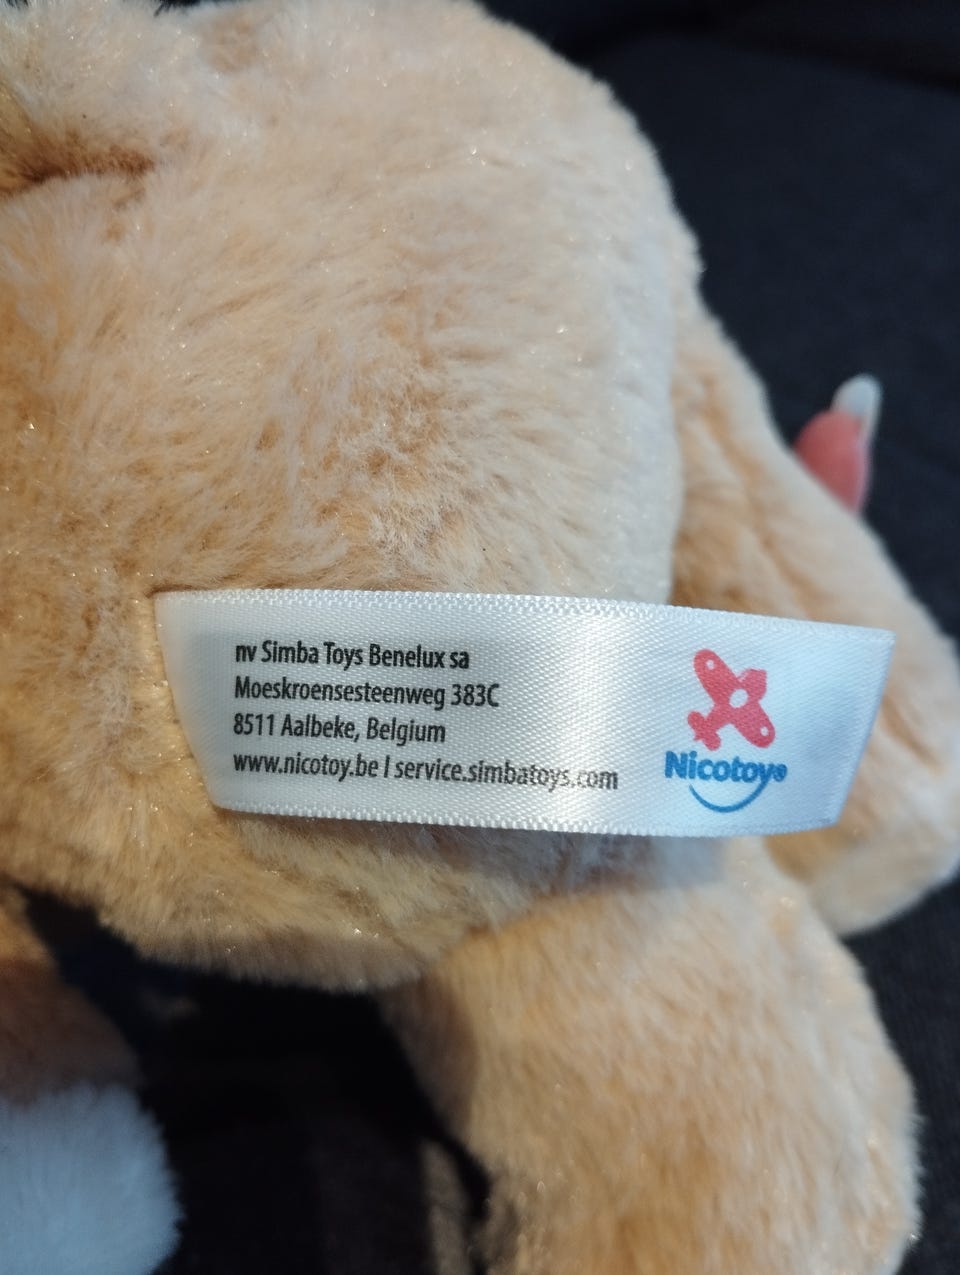 nv Simba Toys Benelux sa
Moeskroensesteenweg 383C
8511 Aalbeke, Belgium
www.nicotoy.be | service.simbatoys.com
Nicotoy®